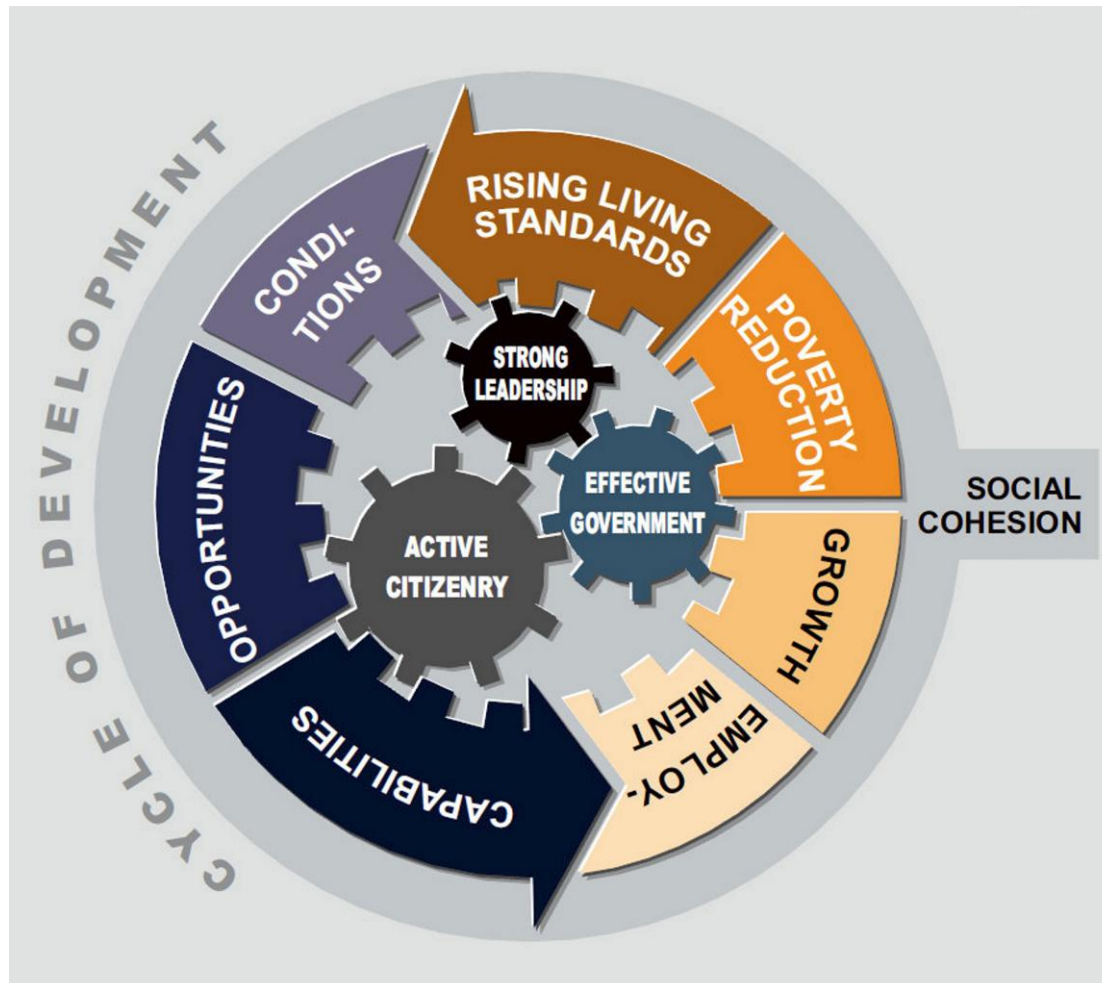 CYCLE OF DEVELOPMENT
RISING LIVING
STANDARDS
POVERTY
REDUCTION
GROWTH
EMPLOY-
MENT
CAPABILITIES
OPPORTUNITIES
CONDI-
TIONS
STRONG
LEADERSHIP
EFFECTIVE
GOVERNMENT
ACTIVE
CITIZENRY
SOCIAL
COHESION